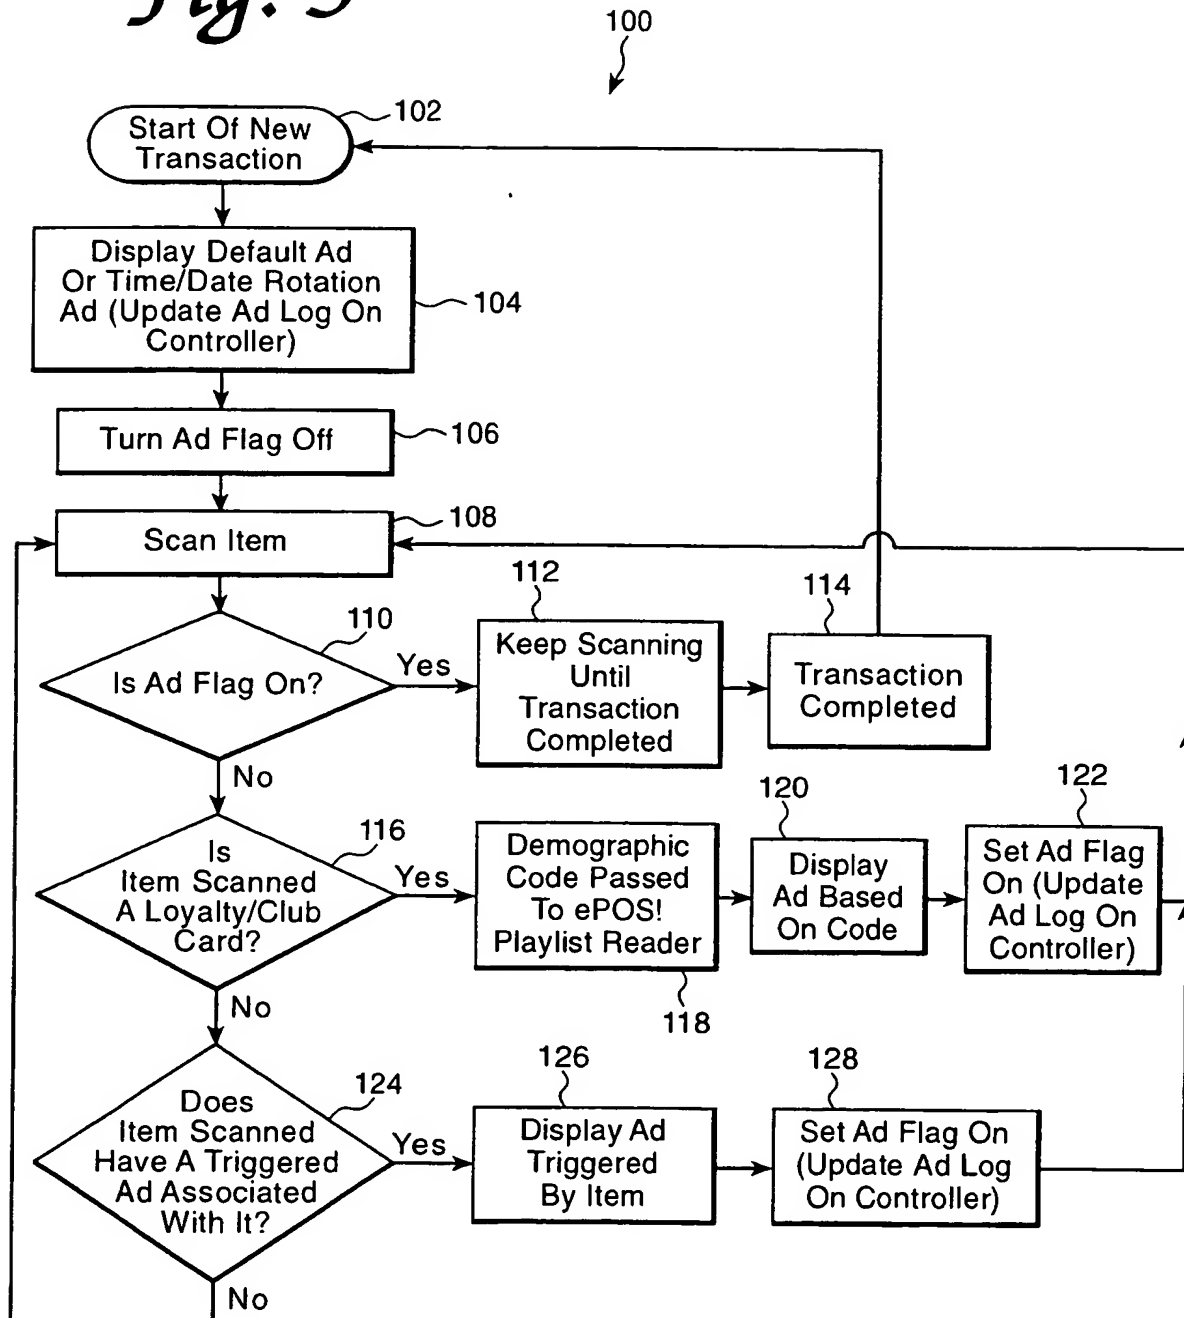 Fig. 5
100
102
Start Of New
Transaction
Display Default Ad
Or Time/Date Rotation
Ad (Update Ad Log On
Controller)
104
Turn Ad Flag Off
106
Scan Item
108
110
Is Ad Flag On?
Yes
112
Keep Scanning
Until
Transaction
Completed
114
Transaction
Completed
No
116
Is
Item Scanned
A Loyalty/Club
Card?
Yes
Demographic
Code Passed
To ePOS!
Playlist Reader
118
120
Display
Ad Based
On Code
122
Set Ad Flag
On (Update
Ad Log On
Controller)
No
124
Does
Item Scanned
Have A Triggered
Ad Associated
With It?
Yes
126
Display Ad
Triggered
By Item
128
Set Ad Flag On
(Update Ad Log
On Controller)
No